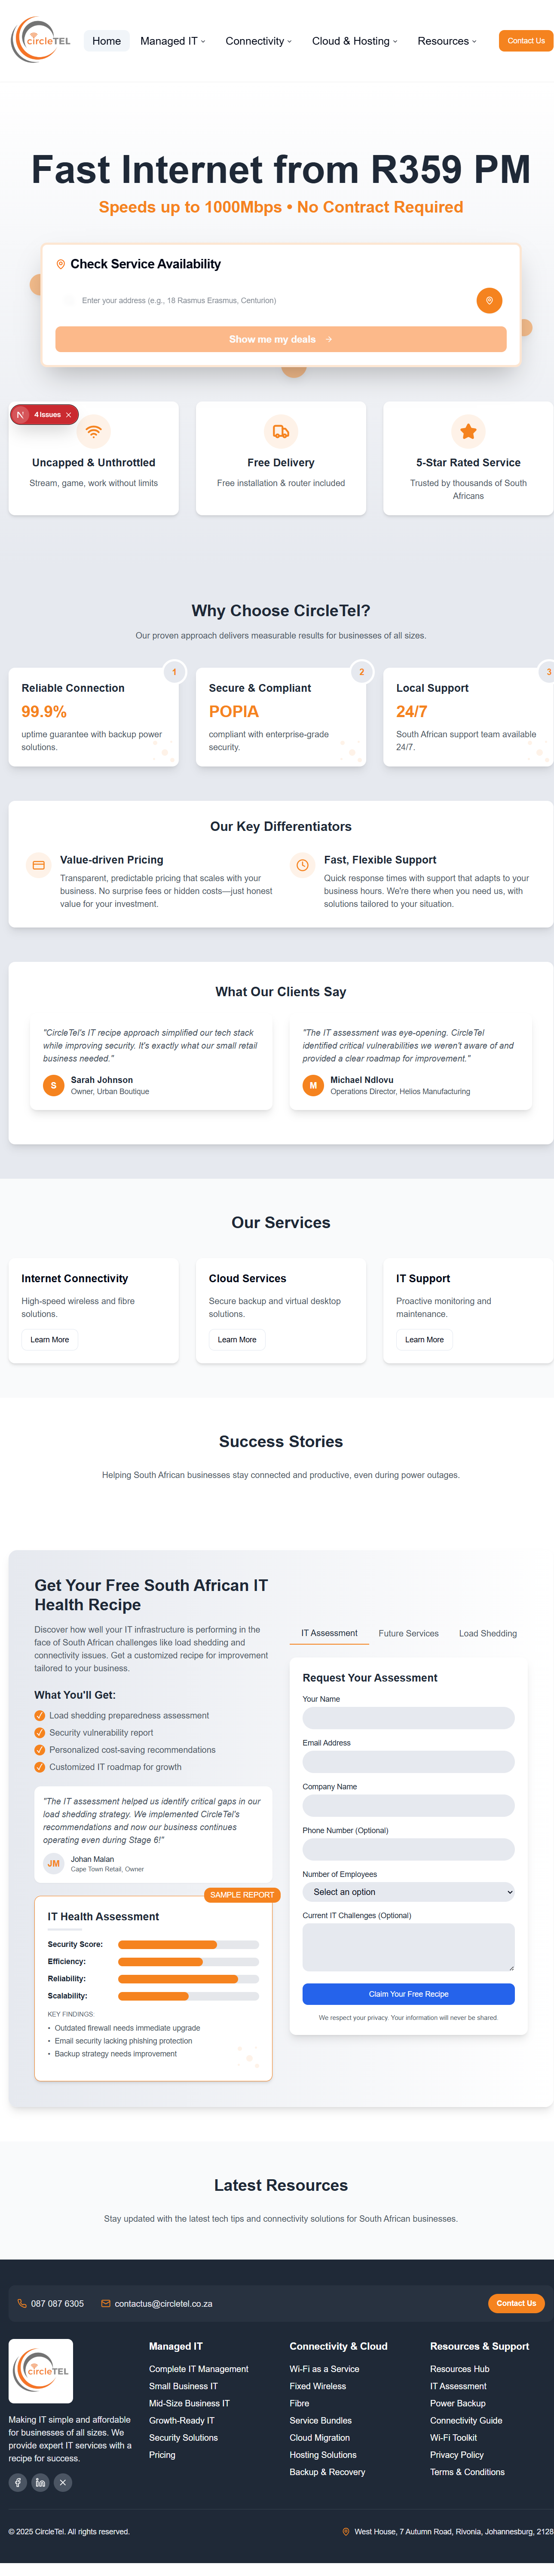 circleTEL
Home
Managed IT
Connectivity
Cloud & Hosting
Resources
Contact Us
Fast Internet from R359 PM
Speeds up to 1000Mbps • No Contract Required
Check Service Availability
Enter your address (e.g., 18 Rasmus Erasmus, Centurion)
Show me my deals
N 4 Issues
Uncapped & Unthrottled
Stream, game, work without limits
Free Delivery
Free installation & router included
5-Star Rated Service
Trusted by thousands of South
Africans
Why Choose CircleTel?
Our proven approach delivers measurable results for businesses of all sizes.
1
Reliable Connection
99.9%
uptime guarantee with backup power
solutions.
2
Secure & Compliant
POPIA
compliant with enterprise-grade
security.
3
Local Support
24/7
South African support team available
24/7.
Our Key Differentiators
Value-driven Pricing
Transparent, predictable pricing that scales with your
business. No surprise fees or hidden costs—just honest
value for your investment.
Fast, Flexible Support
Quick response times with support that adapts to your
business hours. We're there when you need us, with
solutions tailored to your situation.
What Our Clients Say
"CircleTel's IT recipe approach simplified our tech stack
while improving security. It's exactly what our small retail
business needed."
S
Sarah Johnson
Owner, Urban Boutique
"The IT assessment was eye-opening. CircleTel
identified critical vulnerabilities we weren't aware of and
provided a clear roadmap for improvement."
M
Michael Ndlovu
Operations Director, Helios Manufacturing
Our Services
Internet Connectivity
High-speed wireless and fibre
solutions.
Learn More
Cloud Services
Secure backup and virtual desktop
solutions.
Learn More
IT Support
Proactive monitoring and
maintenance.
Learn More
Success Stories
Helping South African businesses stay connected and productive, even during power outages.
Get Your Free South African IT
Health Recipe
Discover how well your IT infrastructure is performing in the
face of South African challenges like load shedding and
connectivity issues. Get a customized recipe for improvement
tailored to your business.
What You'll Get:
Load shedding preparedness assessment
Security vulnerability report
Personalized cost-saving recommendations
Customized IT roadmap for growth
"The IT assessment helped us identify critical gaps in our
load shedding strategy. We implemented CircleTel's
recommendations and now our business continues
operating even during Stage 6!"
JM
Johan Malan
Cape Town Retail, Owner
SAMPLE REPORT
IT Health Assessment
Security Score:
Efficiency:
Reliability:
Scalability:
KEY FINDINGS:
• Outdated firewall needs immediate upgrade
• Email security lacking phishing protection
• Backup strategy needs improvement
IT Assessment
Future Services
Load Shedding
Request Your Assessment
Your Name
Email Address
Company Name
Phone Number (Optional)
Number of Employees
Select an option
Current IT Challenges (Optional)
Claim Your Free Recipe
We respect your privacy. Your information will never be shared.
Latest Resources
Stay updated with the latest tech tips and connectivity solutions for South African businesses.
087 087 6305
contactus@circletel.co.za
Contact Us
circleTEL
Making IT simple and affordable
for businesses of all sizes. We
provide expert IT services with a
recipe for success.
Managed IT
Complete IT Management
Small Business IT
Mid-Size Business IT
Growth-Ready IT
Security Solutions
Pricing
Connectivity & Cloud
Wi-Fi as a Service
Fixed Wireless
Fibre
Service Bundles
Cloud Migration
Hosting Solutions
Backup & Recovery
Resources & Support
Resources Hub
IT Assessment
Power Backup
Connectivity Guide
Wi-Fi Toolkit
Privacy Policy
Terms & Conditions
© 2025 CircleTel. All rights reserved.
West House, 7 Autumn Road, Rivonia, Johannesburg, 2128